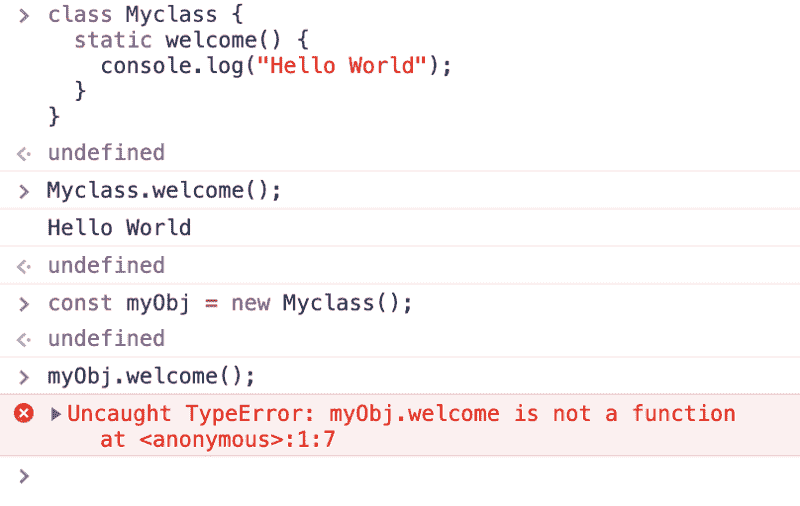 > class Myclass {
static welcome() {
console.log("Hello World");
}
}
<· undefined
> Myclass.welcome();
Hello World
<· undefined
> const myObj = new Myclass();
<· undefined
> myObj.welcome();
Uncaught TypeError: myObj.welcome is not a function
at <anonymous>:1:7
>